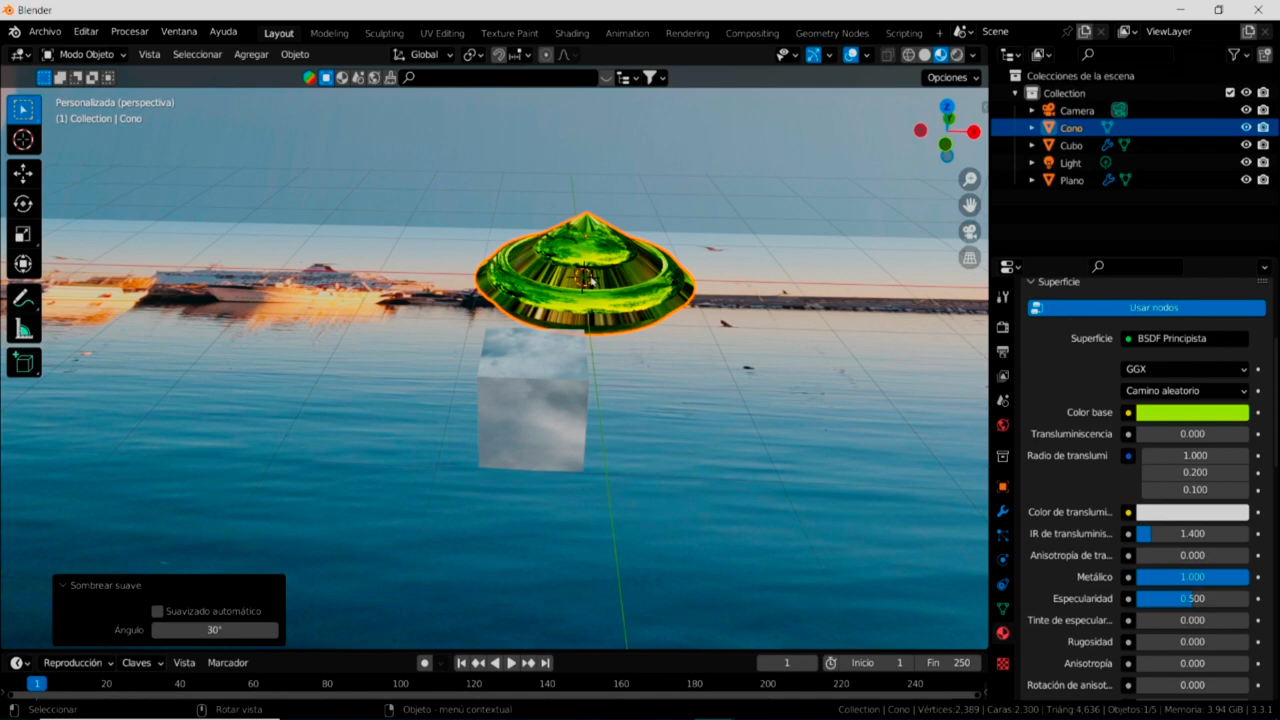 Blender
Archivo Editar Procesar Ventana Ayuda Layout Modeling Sculpting UV Editing Texture Paint Shading Animation Rendering Compositing Geometry Nodes Scripting + Scene ViewLayer
Modo Objeto Vista Seleccionar Agregar Objeto Global
Opciones
Personalizada (perspectiva)
(1) Collection | Cono
Z
Y
X
Colecciones de la escena
Collection
Camera
Cono
Cubo
Light
Plano
Superficie
Usar nodos
Superficie BSDF Principista
GGX
Camino aleatorio
Color base
Transluminiscencia 0.000
Radio de translumi 1.000
0.200
0.100
Color de translumi...
IR de transluminis... 1.400
Anisotropía de tra... 0.000
Metálico 1.000
Especularidad 0.500
Tinte de especular... 0.000
Rugosidad 0.000
Anisotropía 0.000
Rotación de anisot... 0.000
Sombrear suave
Suavizado automático
Ángulo 30°
Reproducción Claves Vista Marcador 1 Inicio 1 Fin 250
1 20 40 60 80 100 120 140 160 180 200 220 240
Seleccionar Rotar vista Objeto - menú contextual Collection | Cono | Vértices:2,389 | Caras:2,300 | Triáng:4,636 | Objetos:1/5 | Memoria: 3.94 GiB | 3.3.1